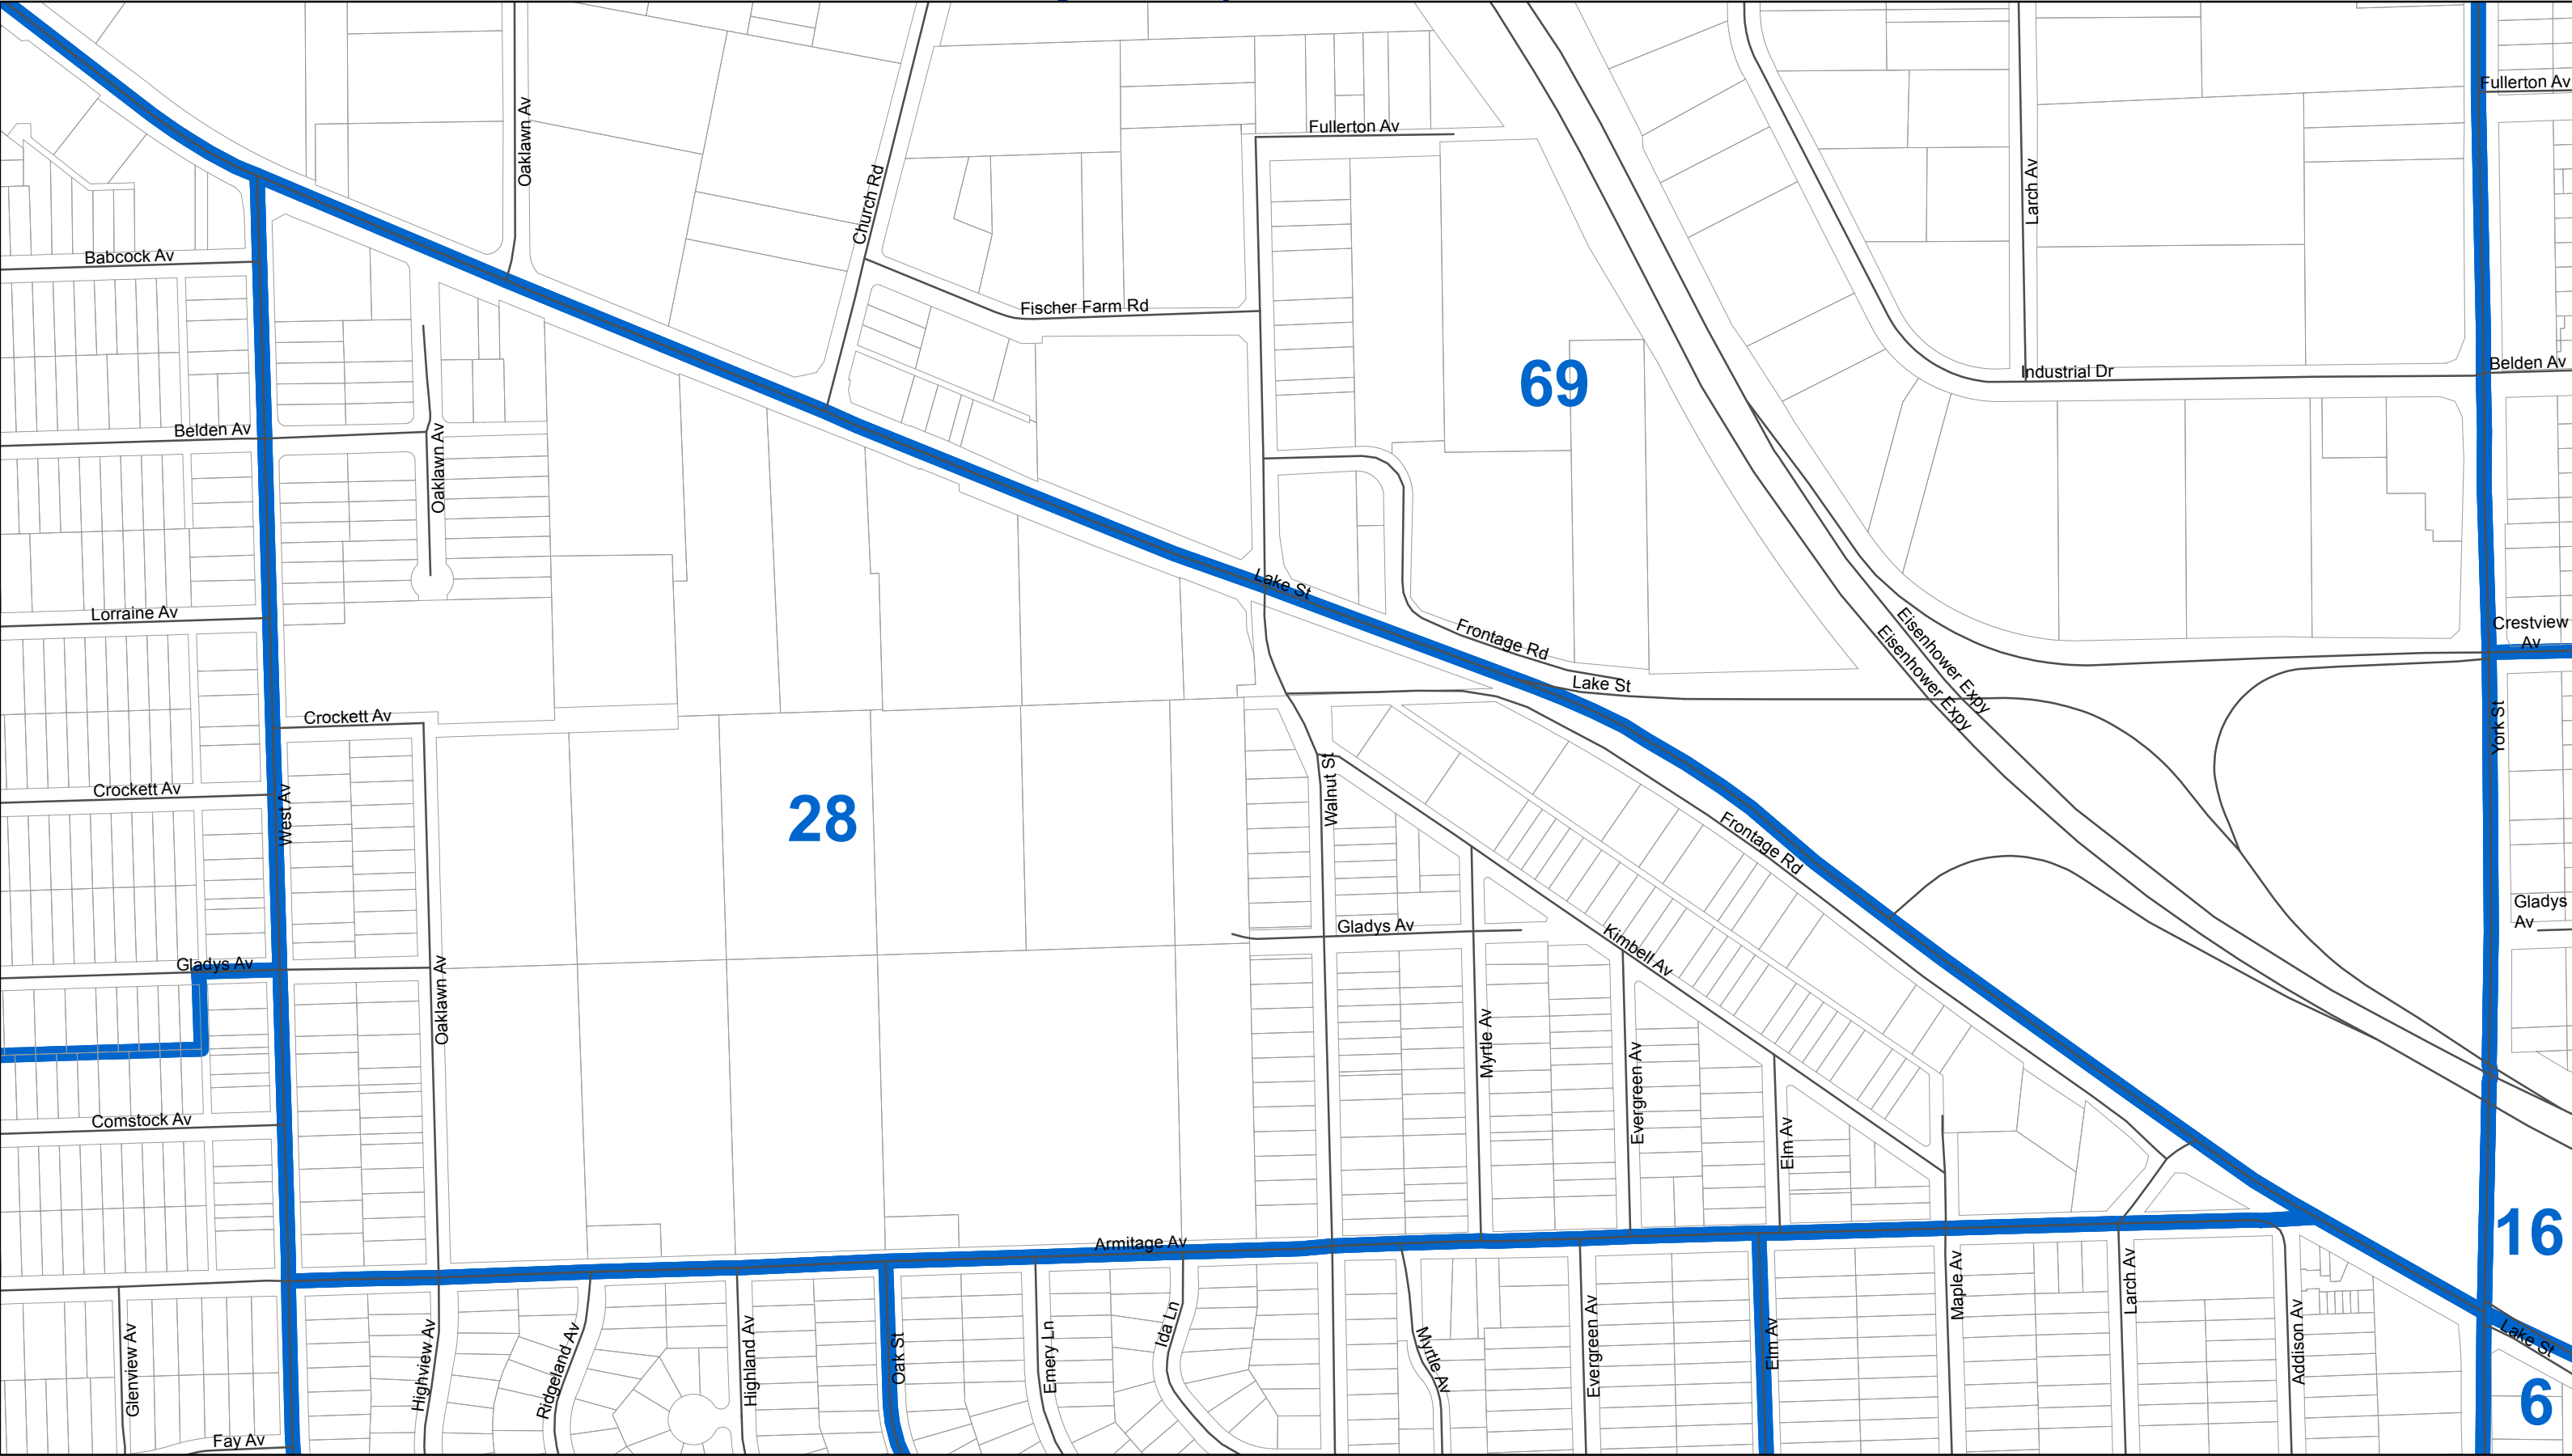 Fullerton Av
Oaklawn Av
Fullerton Av
Larch Av
Church Rd
Babcock Av
Fischer Farm Rd
Belden Av
Industrial Dr
69
Belden Av
Oaklawn Av
Lake St
Lorraine Av
Crestview
Av
Frontage Rd
Eisenhower Expy
Eisenhower Expy
Lake St
York St
Crockett Av
Crockett Av
West Av
Walnut St
28
Frontage Rd
Gladys
Av
Gladys Av
Kimbell Av
Gladys Av
Oaklawn Av
Myrtle Av
Evergreen Av
Comstock Av
Elm Av
16
Armitage Av
Maple Av
Larch Av
Addison Av
Lake St
Ida Ln
Elm Av
Evergreen Av
Myrtle Av
Emery Ln
Oak St
Highland Av
Ridgeland Av
Highview Av
Glenview Av
6
Fay Av